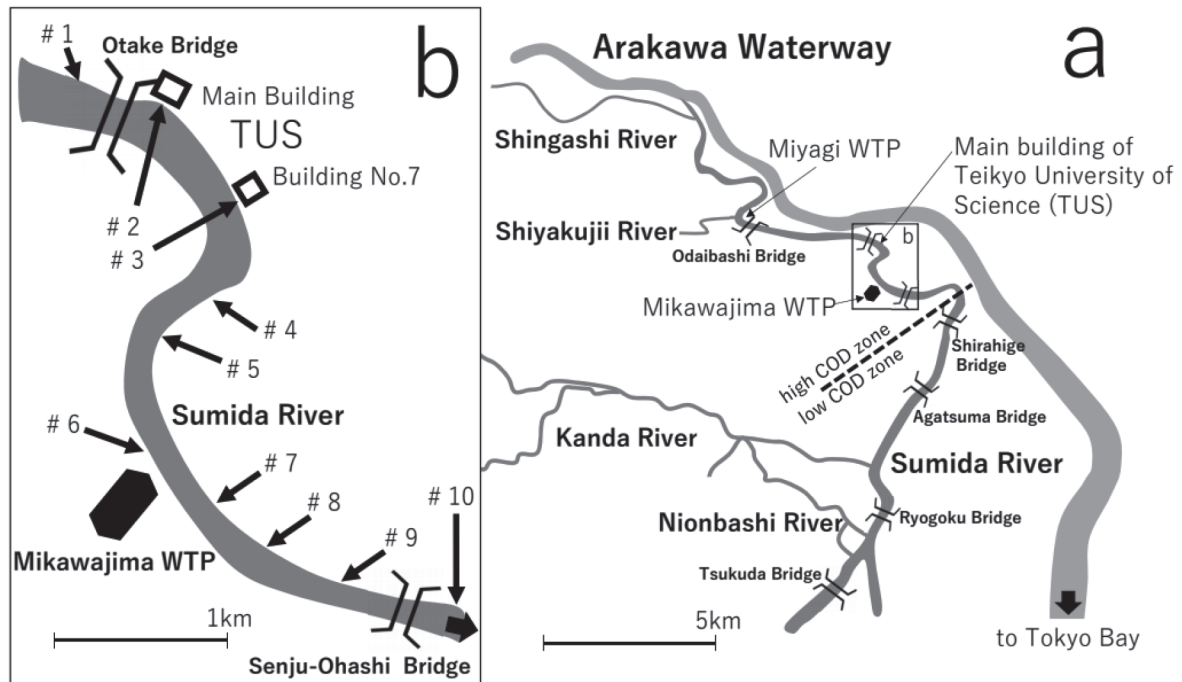 # 1
Otake Bridge
b
Main Building
TUS
Building No.7
# 2
# 3
# 4
# 5
Sumida River
# 6
# 7
# 8
# 10
# 9
Mikawajima WTP
1km
Senju-Ohashi Bridge
Arakawa Waterway
a
Shingashi River
Miyagi WTP
Main building of
Teikyo University of
Science (TUS)
Shiyakujii River
b
Odaibashi Bridge
Mikawajima WTP
high COD zone
low COD zone
Shirahige
Bridge
Agatsuma Bridge
Kanda River
Sumida River
Nionbashi River
Ryogoku Bridge
Tsukuda Bridge
5km
to Tokyo Bay